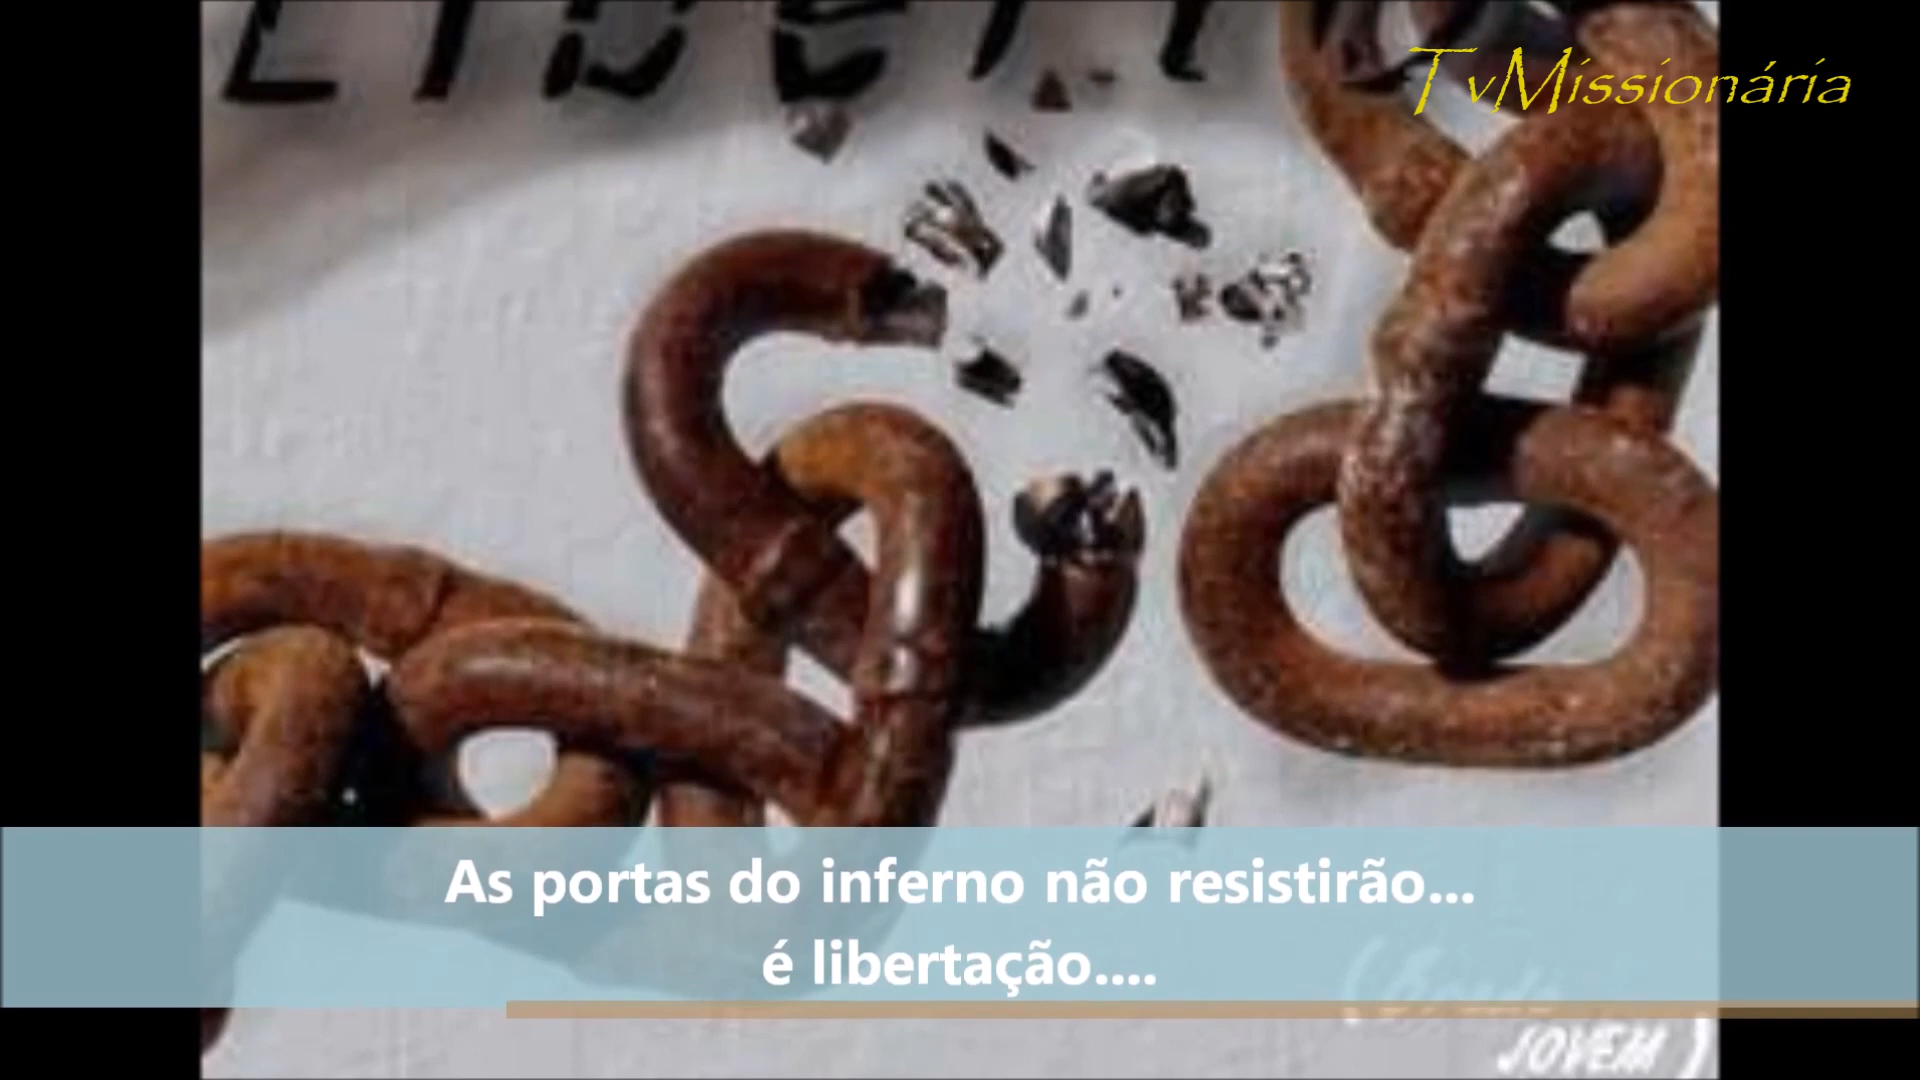 TvMissionária
As portas do inferno não resistirão...
é libertação....
JOVEM )